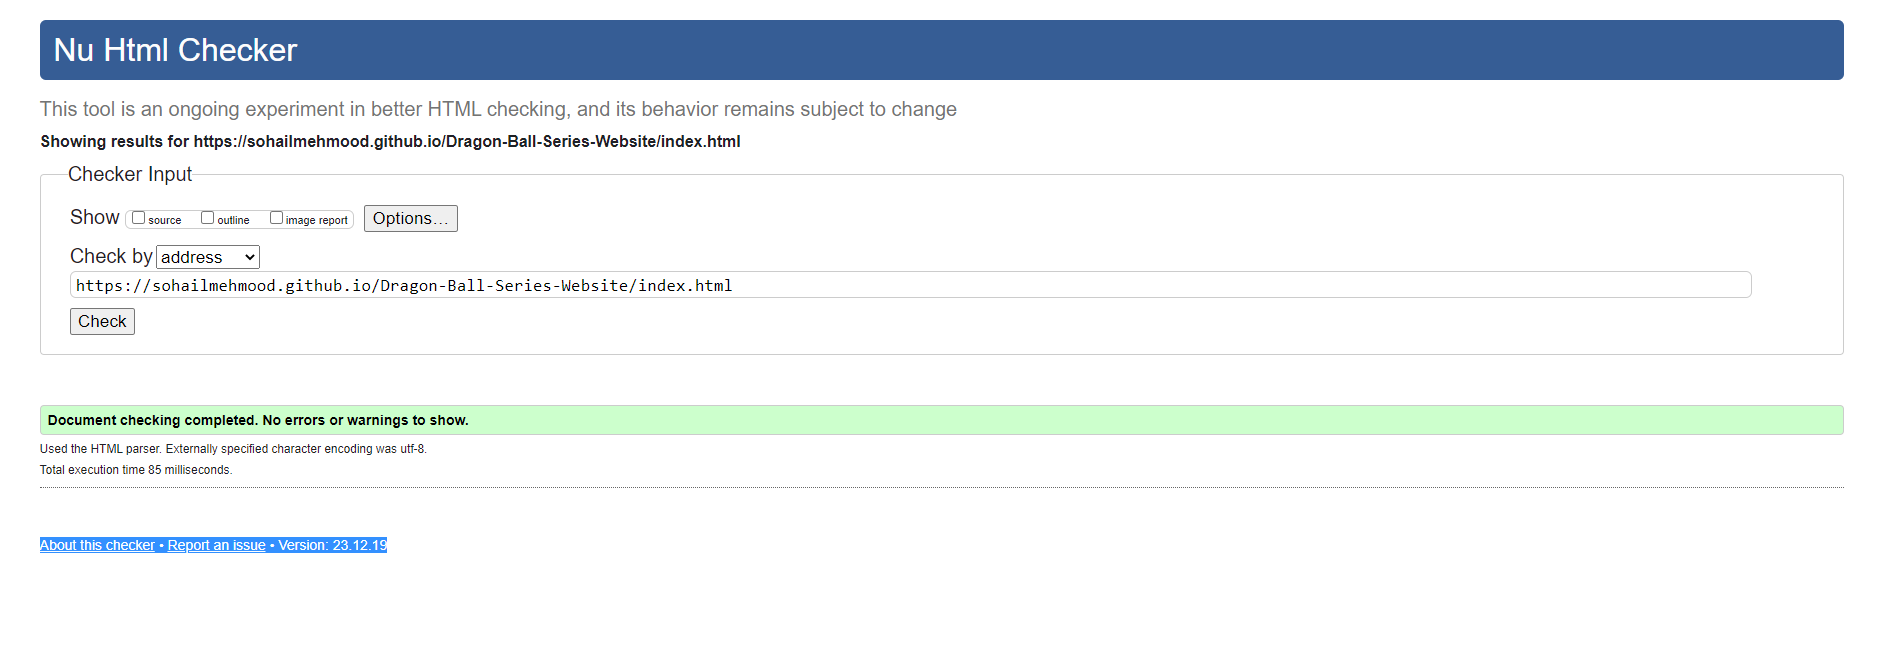 Nu Html Checker
This tool is an ongoing experiment in better HTML checking, and its behavior remains subject to change
Showing results for https://sohailmehmood.github.io/Dragon-Ball-Series-Website/index.html
Checker Input
Show source outline image report Options...
Check by address
https://sohailmehmood.github.io/Dragon-Ball-Series-Website/index.html
Check
Document checking completed. No errors or warnings to show.
Used the HTML parser. Externally specified character encoding was utf-8.
Total execution time 85 milliseconds.
About this checker • Report an issue • Version: 23.12.19